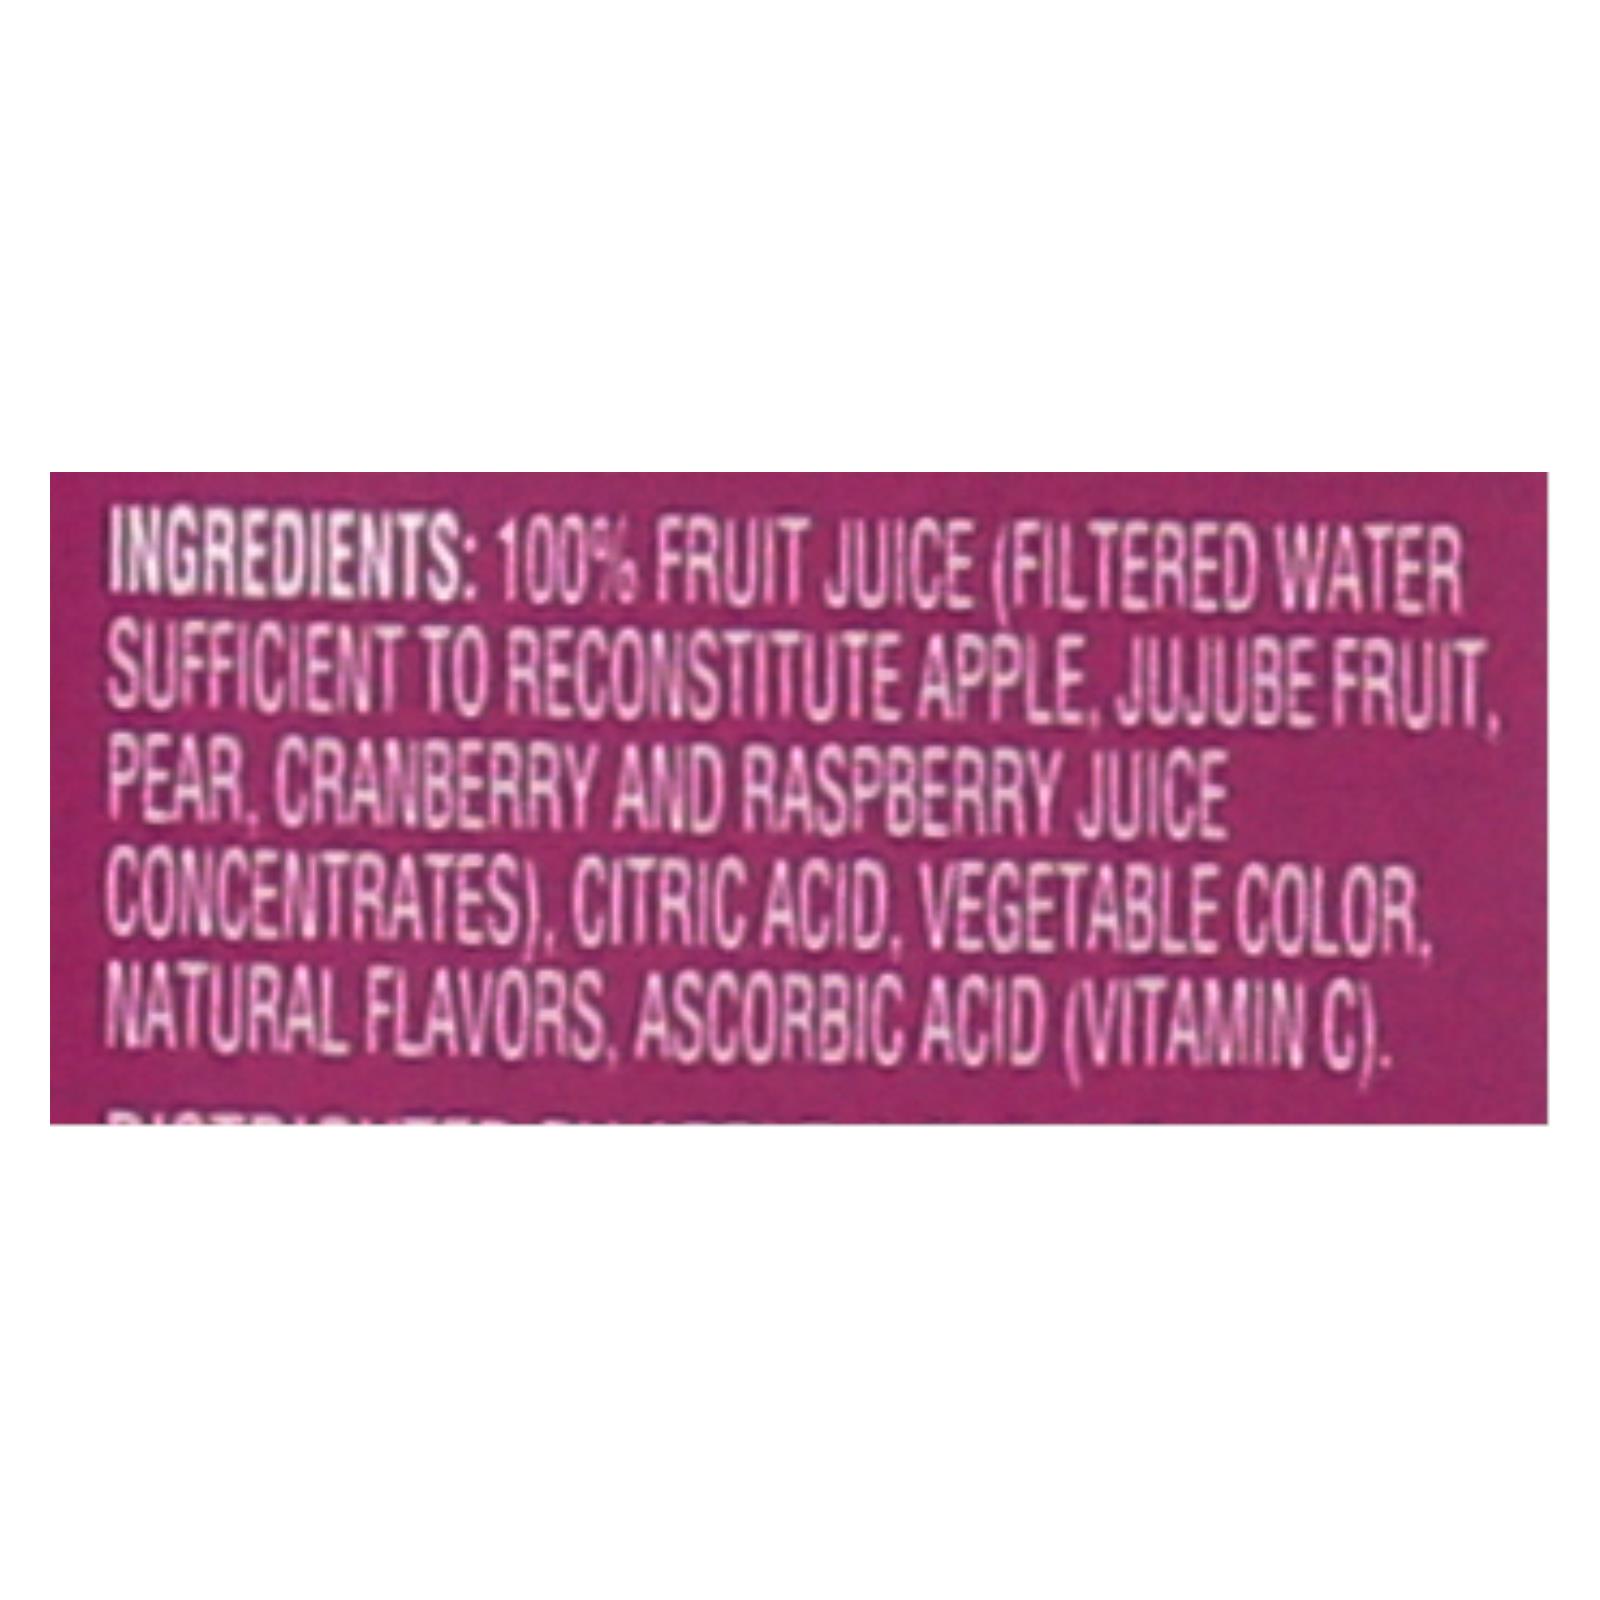 INGREDIENTS: 100% FRUIT JUICE (FILTERED WATER
SUFFICIENT TO RECONSTITUTE APPLE, JUJUBE FRUIT,
PEAR, CRANBERRY AND RASPBERRY JUICE
CONCENTRATES), CITRIC ACID, VEGETABLE COLOR,
NATURAL FLAVORS, ASCORBIC ACID (VITAMIN C).